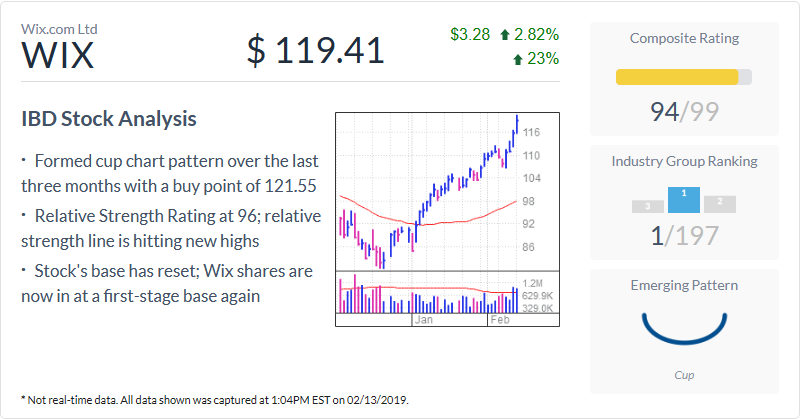 Wix.com Ltd
WIX
$ 119.41
$3.28 2.82%
23%
IBD Stock Analysis
· Formed cup chart pattern over the last
three months with a buy point of 121.55
· Relative Strength Rating at 96; relative
strength line is hitting new highs
· Stock's base has reset; Wix shares are
now in at a first-stage base again
116
110
104
98
92
86
1.2M
629.9K
329.0K
Jan Feb
Composite Rating
94/99
Industry Group Ranking
3 1 2
1/197
Emerging Pattern
Cup
* Not real-time data. All data shown was captured at 1:04PM EST on 02/13/2019.